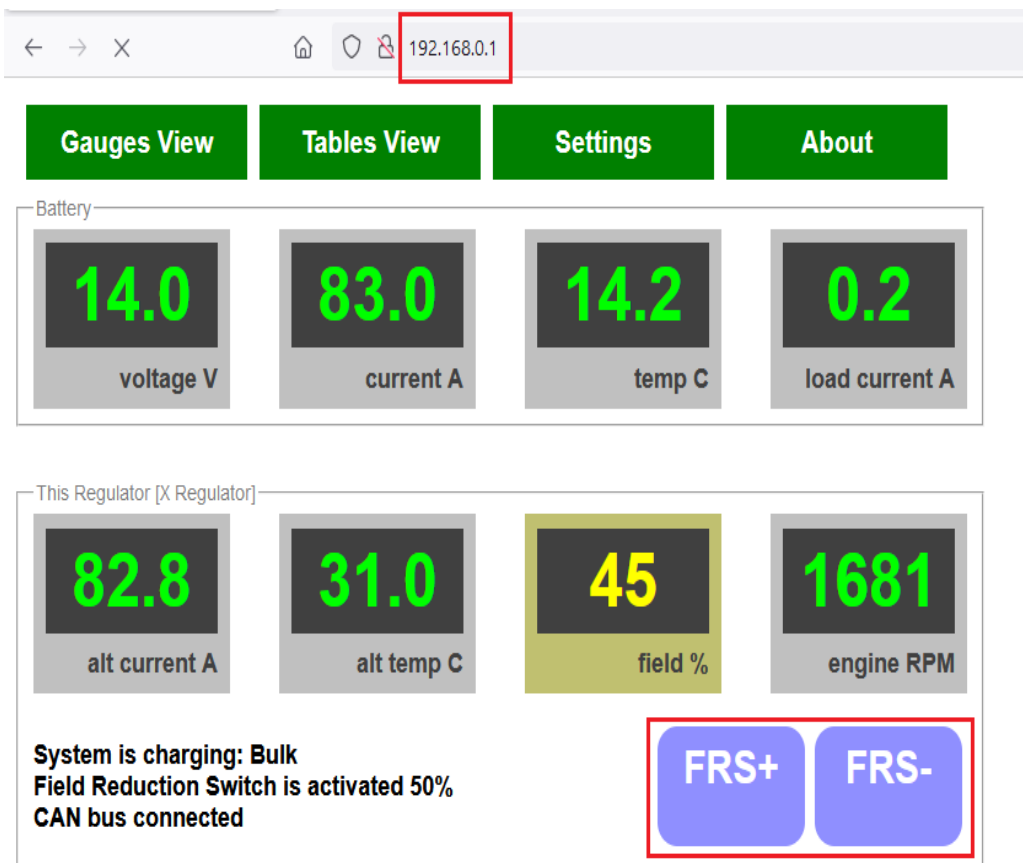 192.168.0.1
Gauges View Tables View Settings About
Battery
14.0 83.0 14.2 0.2
voltage V current A temp C load current A
This Regulator [X Regulator]
82.8 31.0 45 1681
alt current A alt temp C field % engine RPM
System is charging: Bulk
Field Reduction Switch is activated 50%
CAN bus connected
FRS+ FRS-